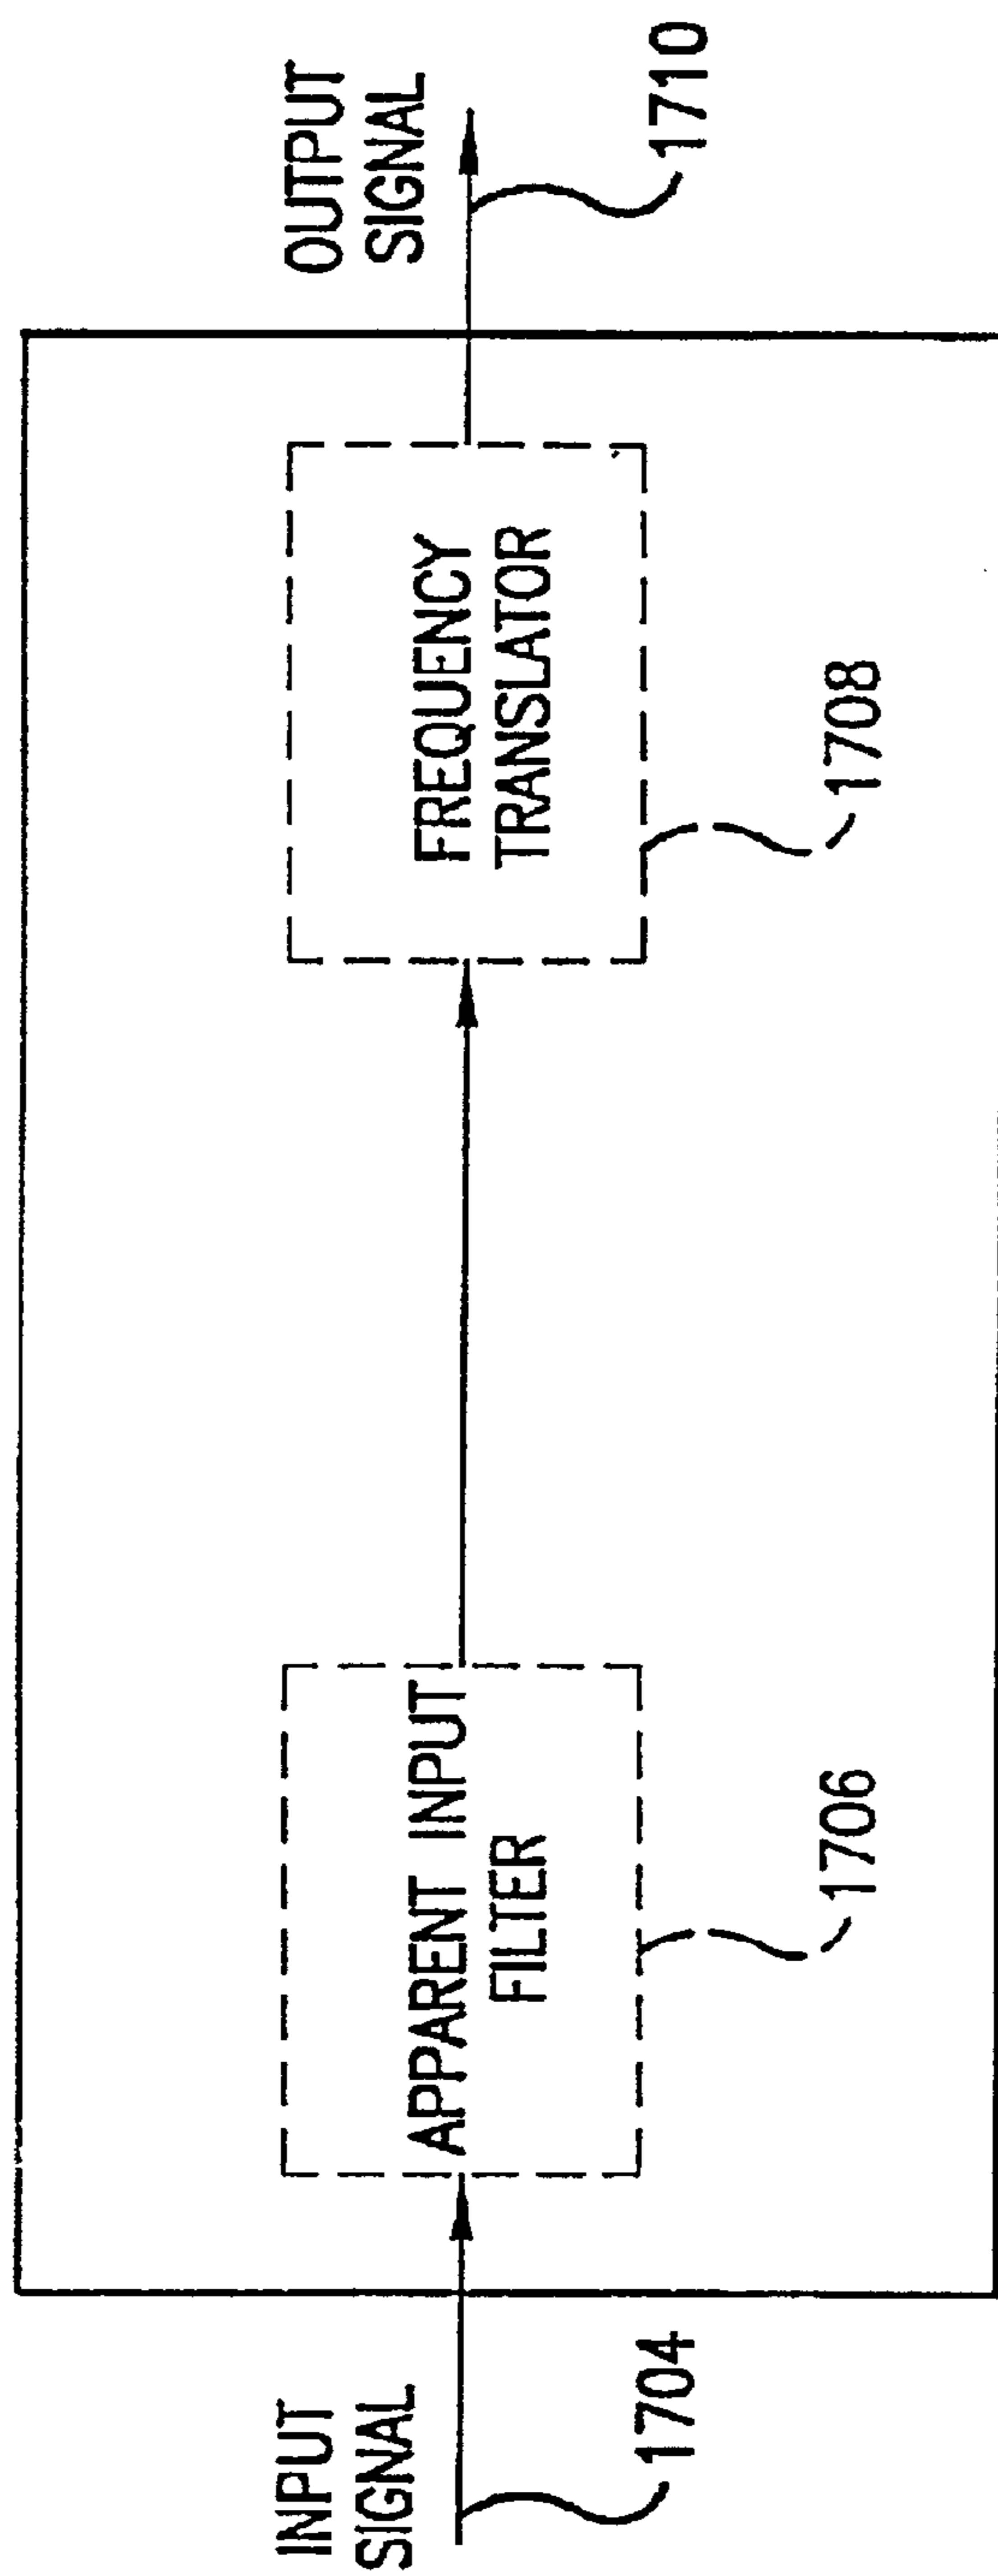 INPUT
SIGNAL
1704
APPARENT INPUT
FILTER
1706
FREQUENCY
TRANSLATOR
1708
OUTPUT
SIGNAL
1710